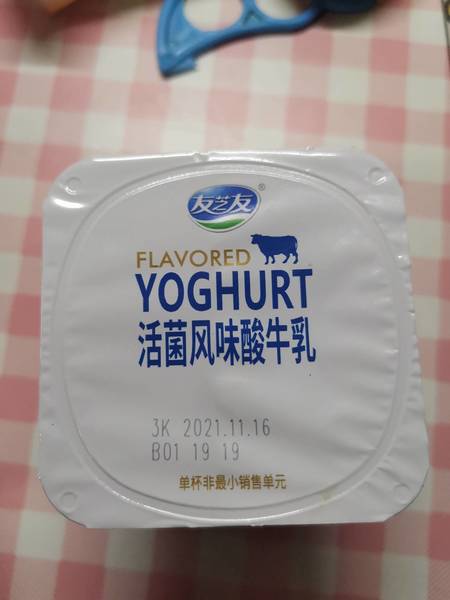 友芝友®
FLAVORED
YOGHURT
活菌风味酸牛乳
3K 2021.11.16
B01 19 19
单杯非最小销售单元